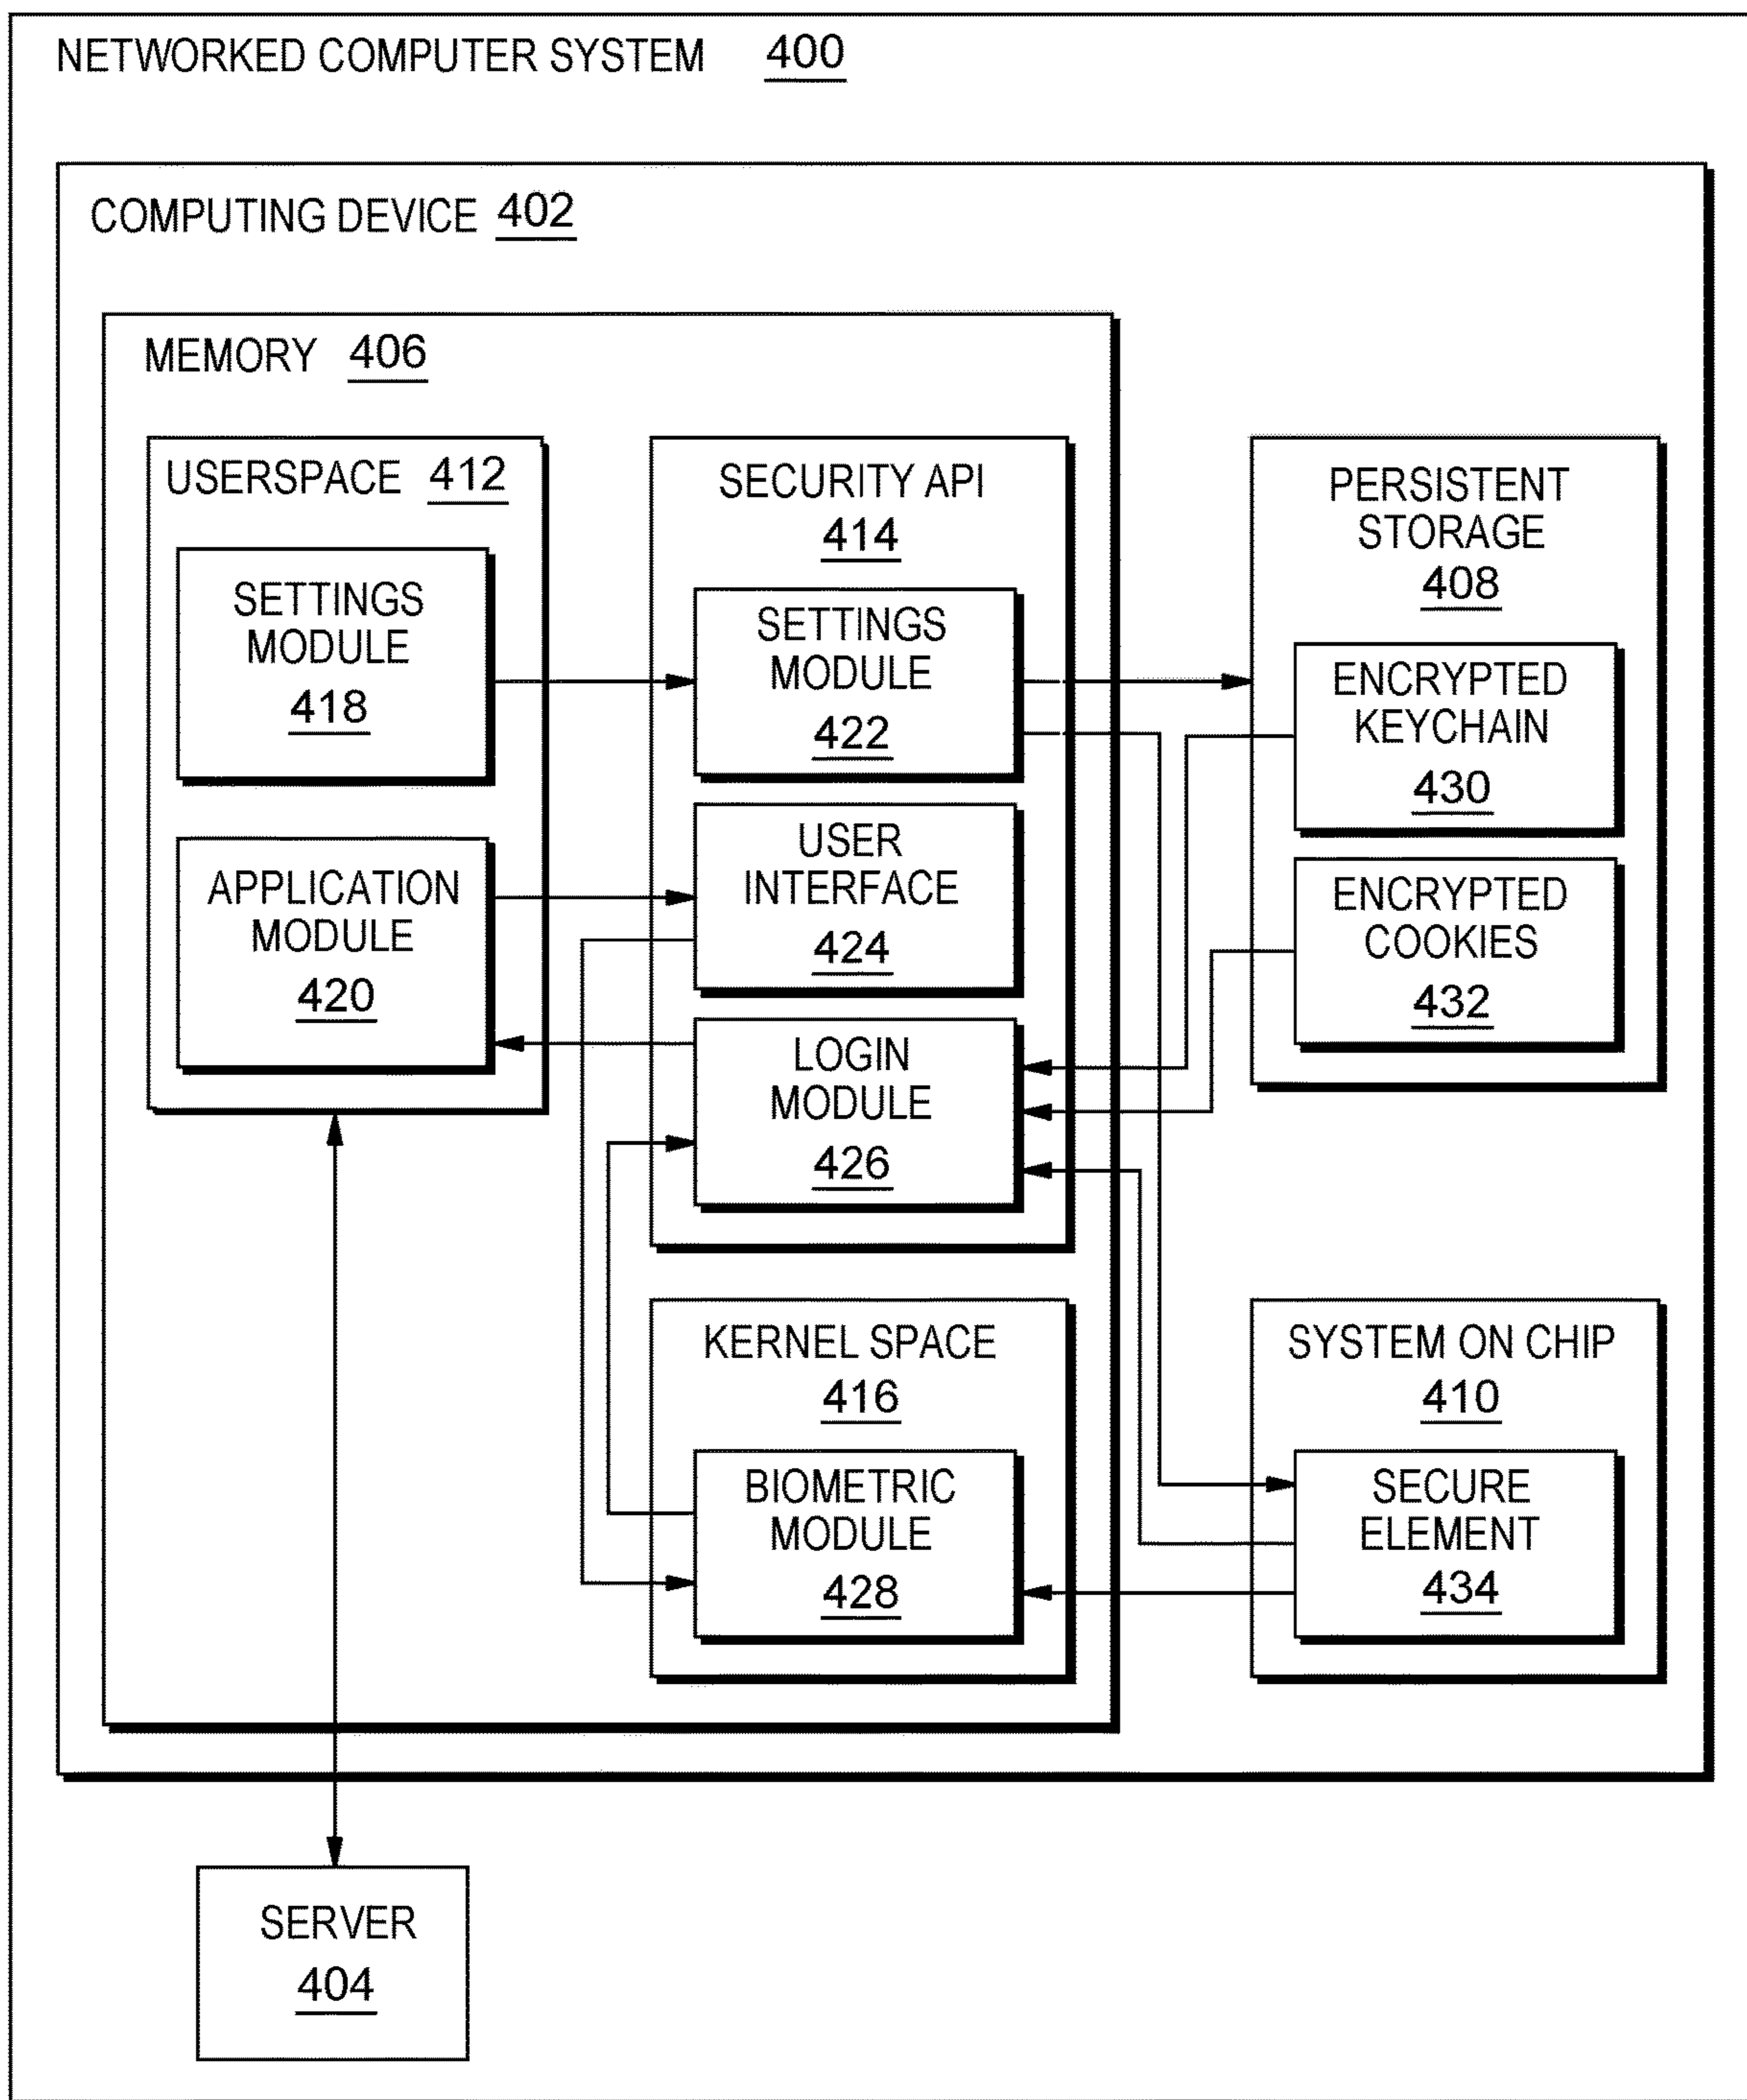 NETWORKED COMPUTER SYSTEM 400
COMPUTING DEVICE 402
MEMORY 406
USERSPACE 412
SETTINGS
MODULE
418
APPLICATION
MODULE
420
SECURITY API
414
SETTINGS
MODULE
422
USER
INTERFACE
424
LOGIN
MODULE
426
KERNEL SPACE
416
BIOMETRIC
MODULE
428
PERSISTENT
STORAGE
408
ENCRYPTED
KEYCHAIN
430
ENCRYPTED
COOKIES
432
SYSTEM ON CHIP
410
SECURE
ELEMENT
434
SERVER
404